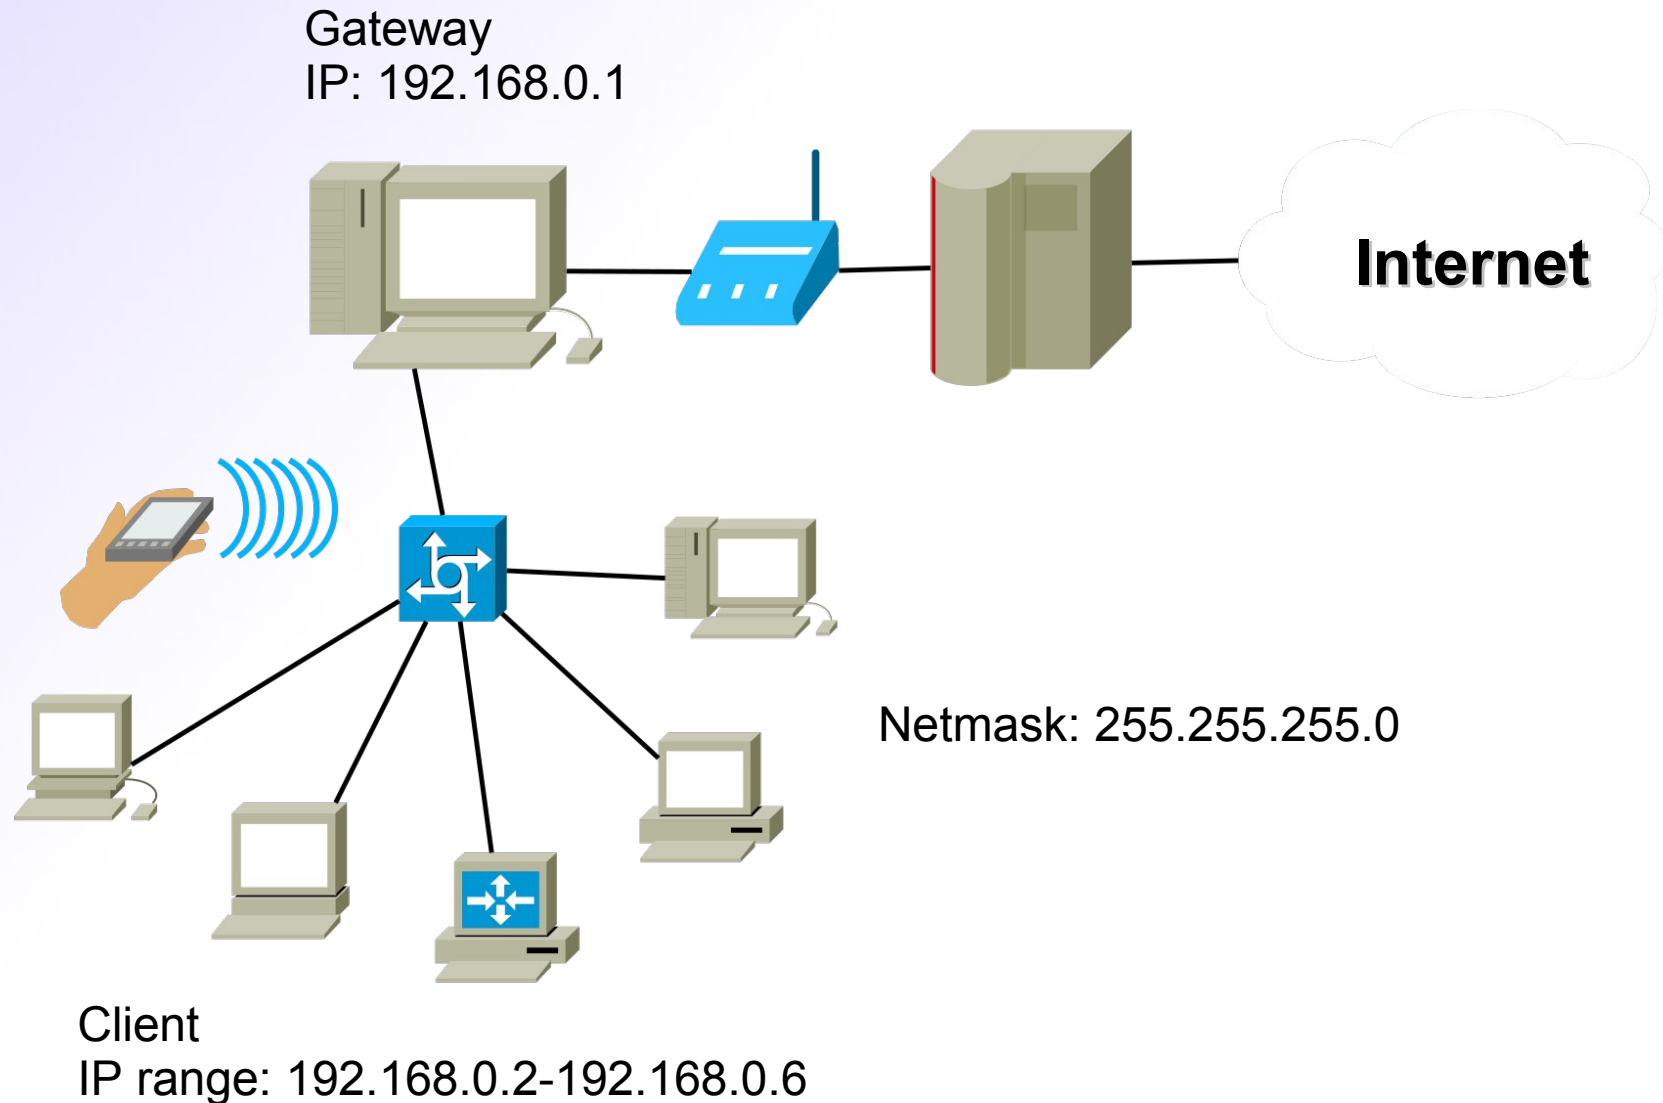 Gateway
IP: 192.168.0.1
Internet
Netmask: 255.255.255.0
Client
IP range: 192.168.0.2-192.168.0.6